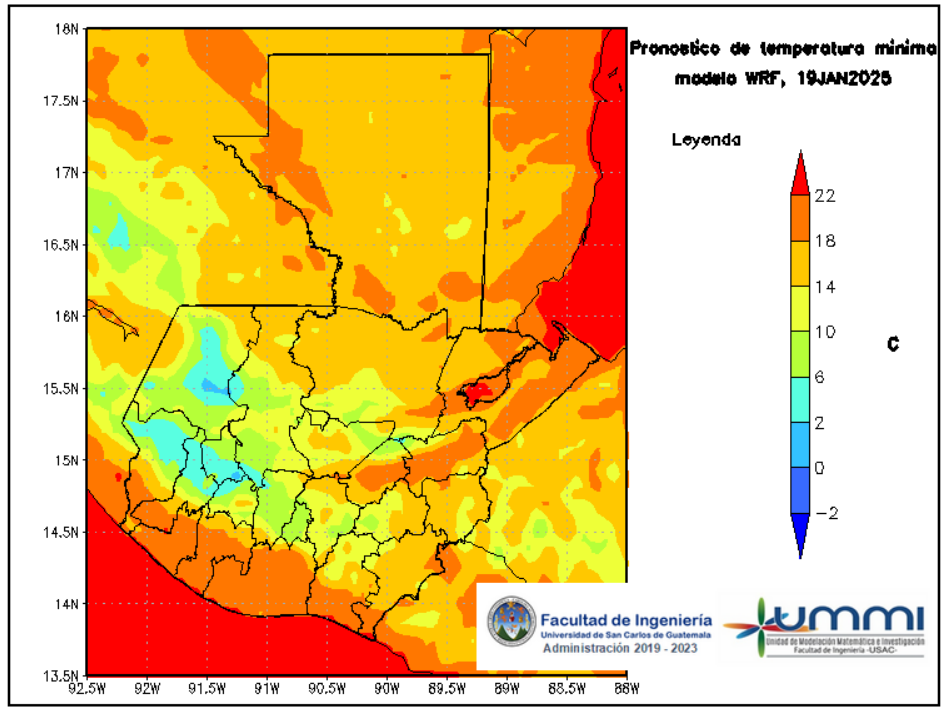 Pronostico de temperatura minima
modelo WRF, 19JAN2025
Leyenda
22
18
14
10
6
2
0
−2
C
18N
17.5N
17N
16.5N
16N
15.5N
15N
14.5N
14N
13.5N
92.5W 92W 91.5W 91W 90.5W 90W 89.5W 89W 88.5W 88W
Facultad de Ingeniería
Universidad de San Carlos de Guatemala
Administración 2019 - 2023
UMMI
Unidad de Modelación Matemática e Investigación
Facultad de Ingeniería -USAC-